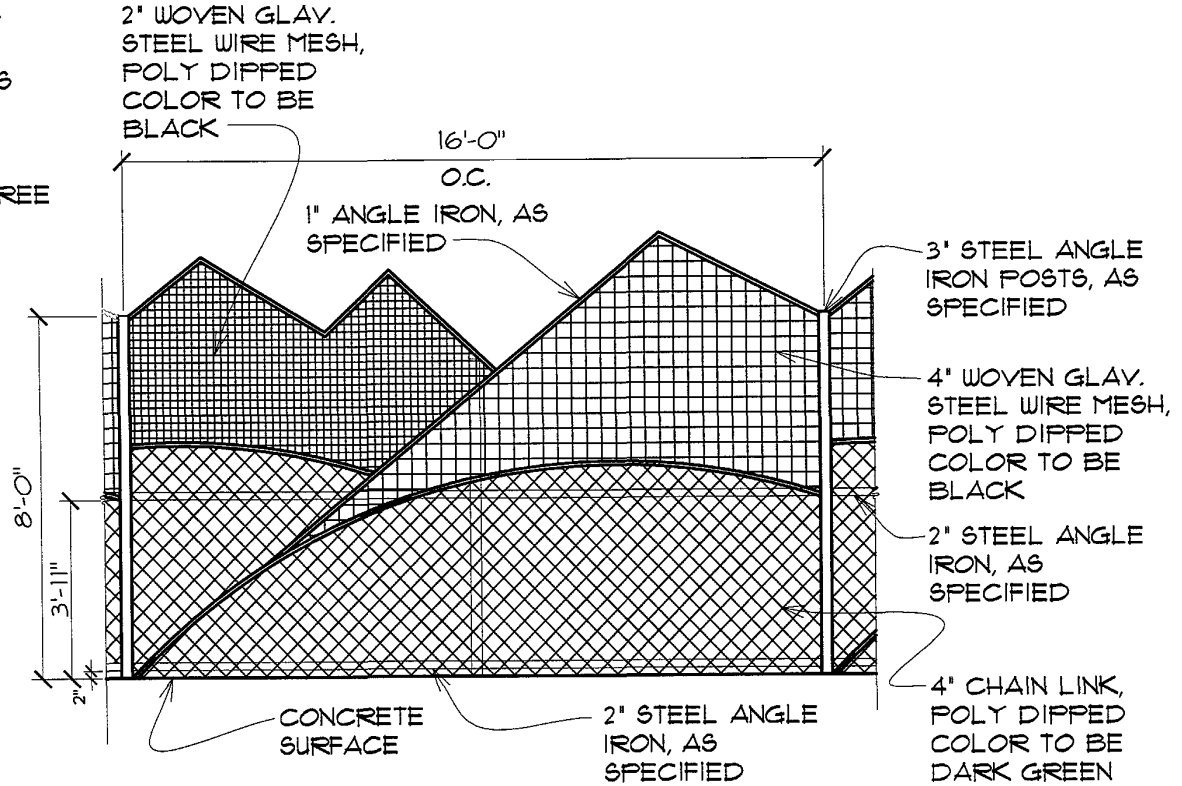 2" WOVEN GLAV.
STEEL WIRE MESH,
POLY DIPPED
COLOR TO BE
BLACK
S
REE
16'-0"
O.C.
1" ANGLE IRON, AS
SPECIFIED
3" STEEL ANGLE
IRON POSTS, AS
SPECIFIED
4" WOVEN GLAV.
STEEL WIRE MESH,
POLY DIPPED
COLOR TO BE
BLACK
2" STEEL ANGLE
IRON, AS
SPECIFIED
8'-0"
3'-11"
2"
CONCRETE
SURFACE
2" STEEL ANGLE
IRON, AS
SPECIFIED
4" CHAIN LINK,
POLY DIPPED
COLOR TO BE
DARK GREEN